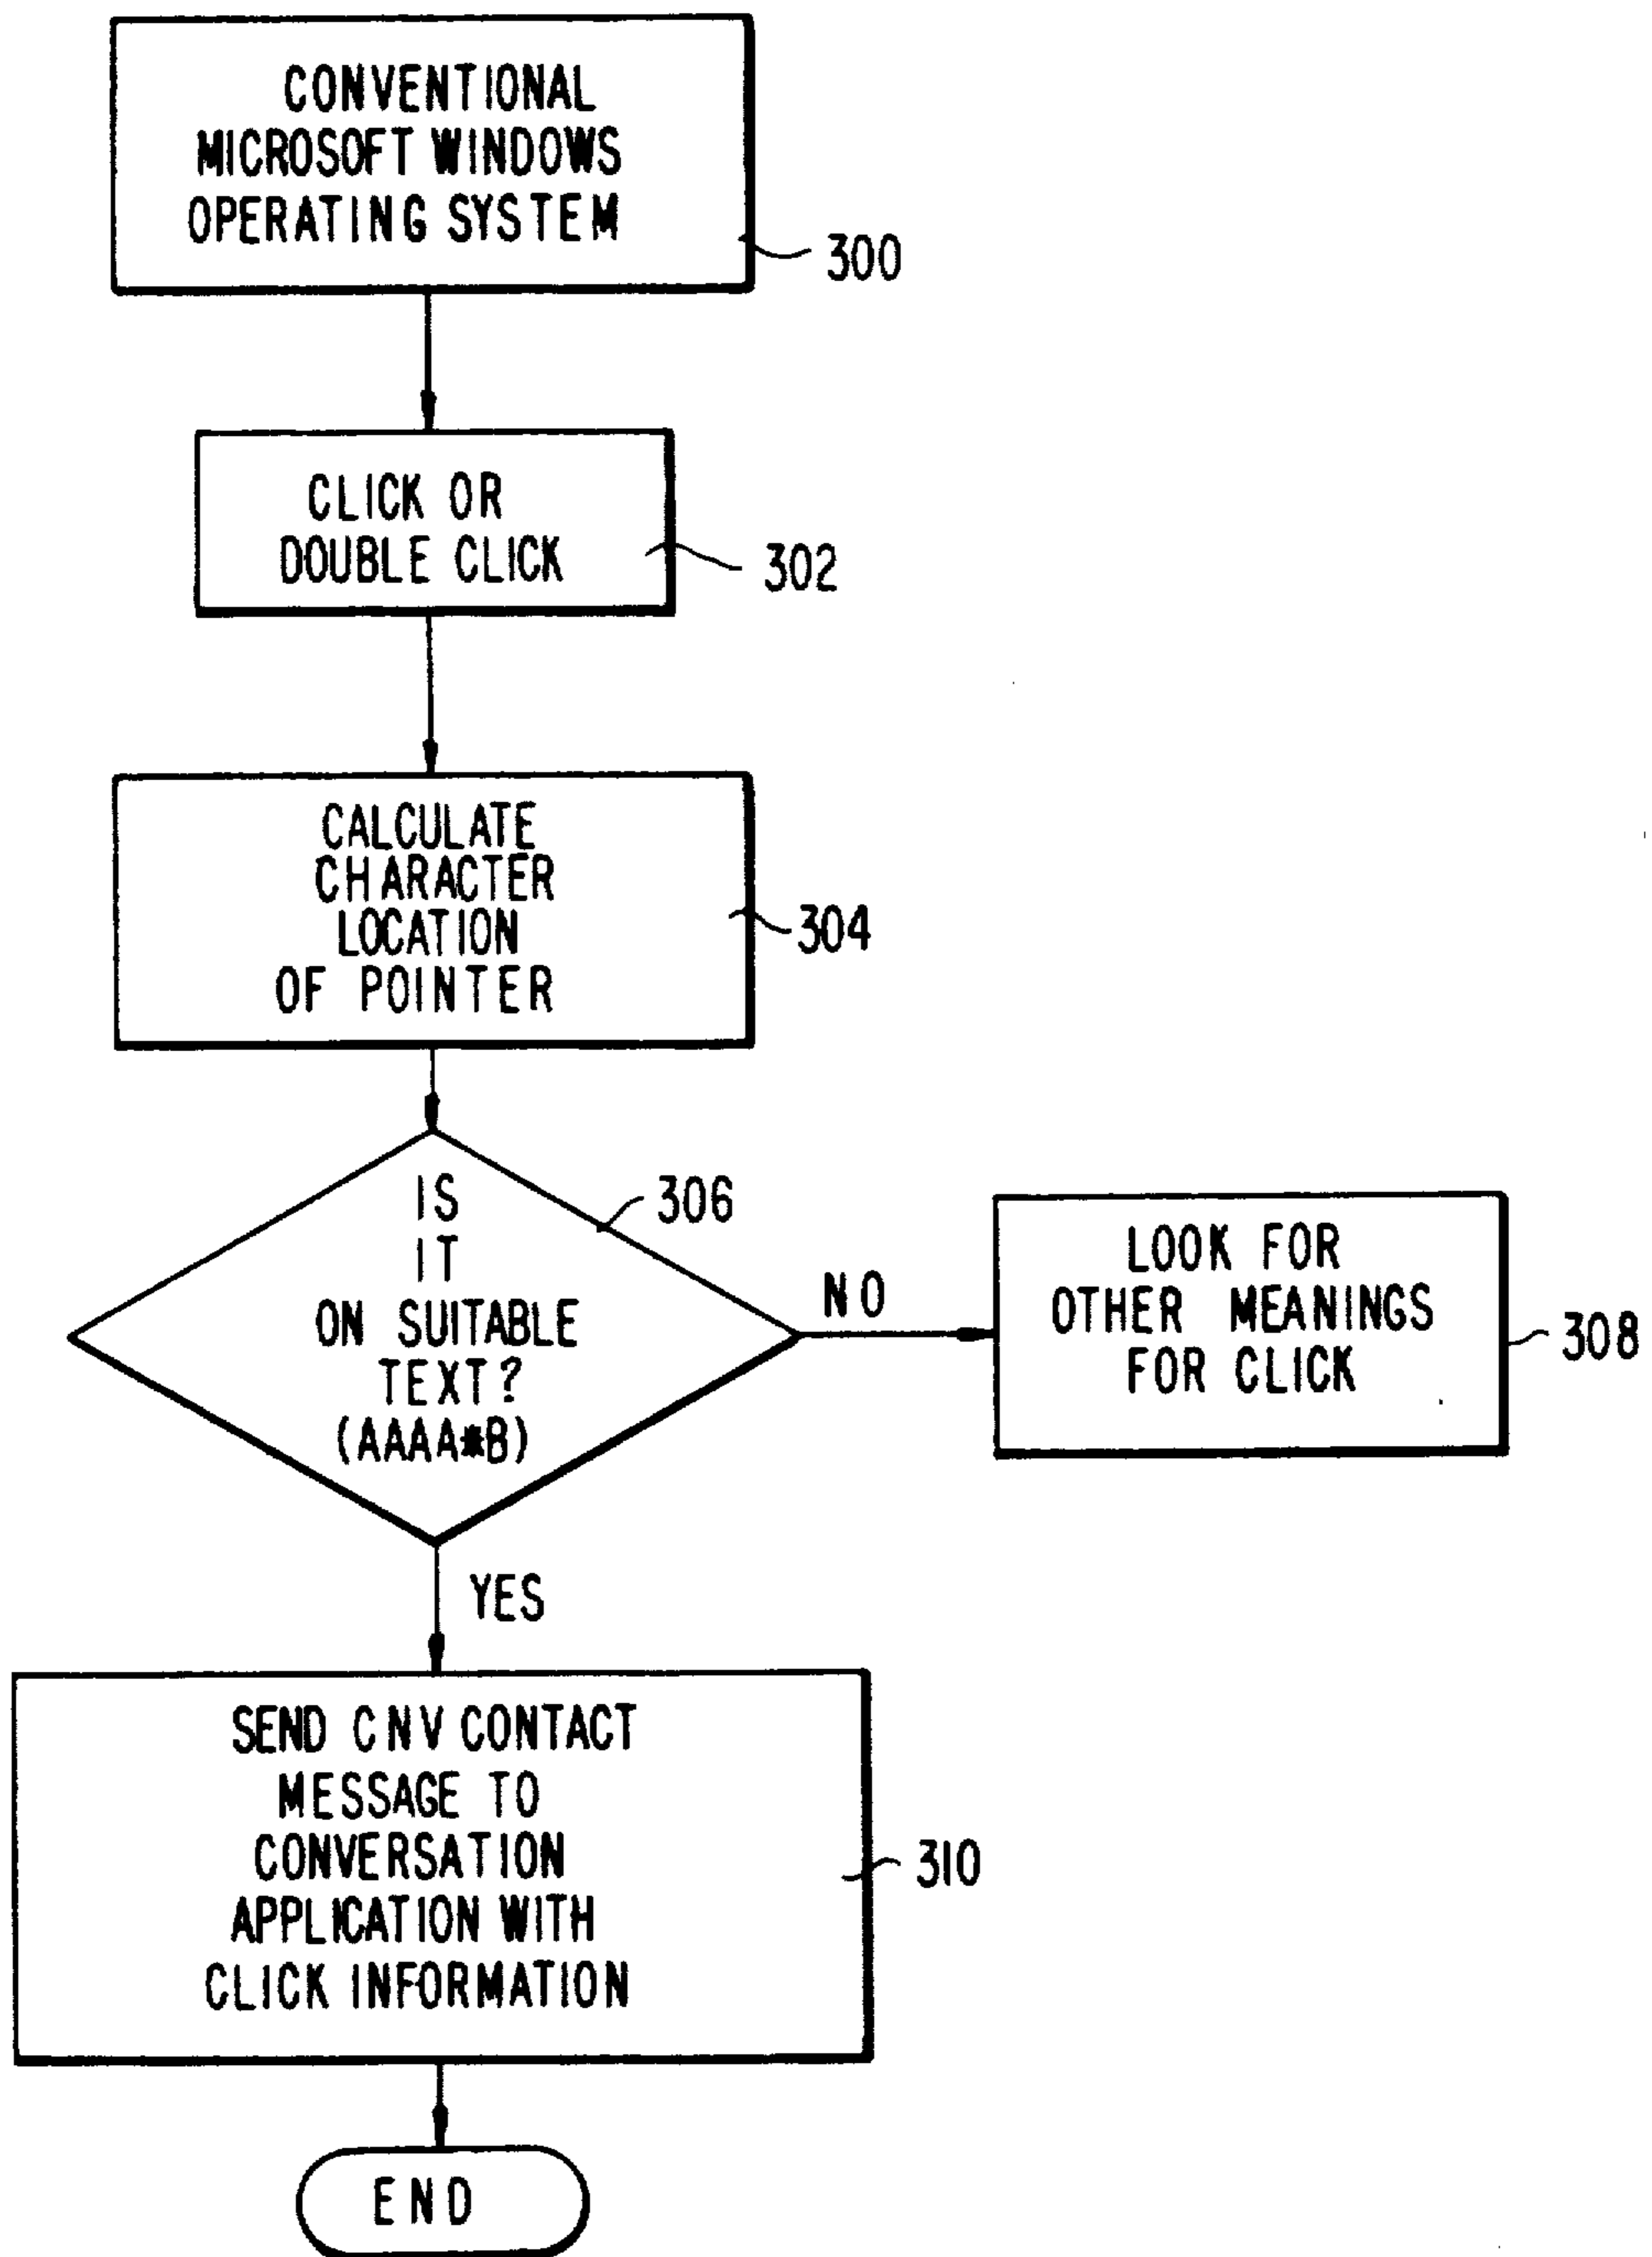 CONVENTIONAL
MICROSOFT WINDOWS
OPERATING SYSTEM
300
CLICK OR
DOUBLE CLICK
302
CALCULATE
CHARACTER
LOCATION
OF POINTER
304
IS
IT
ON SUITABLE
TEXT?
(AAAA*B)
306
NO
LOOK FOR
OTHER MEANINGS
FOR CLICK
308
YES
SEND CNV CONTACT
MESSAGE TO
CONVERSATION
APPLICATION WITH
CLICK INFORMATION
310
END